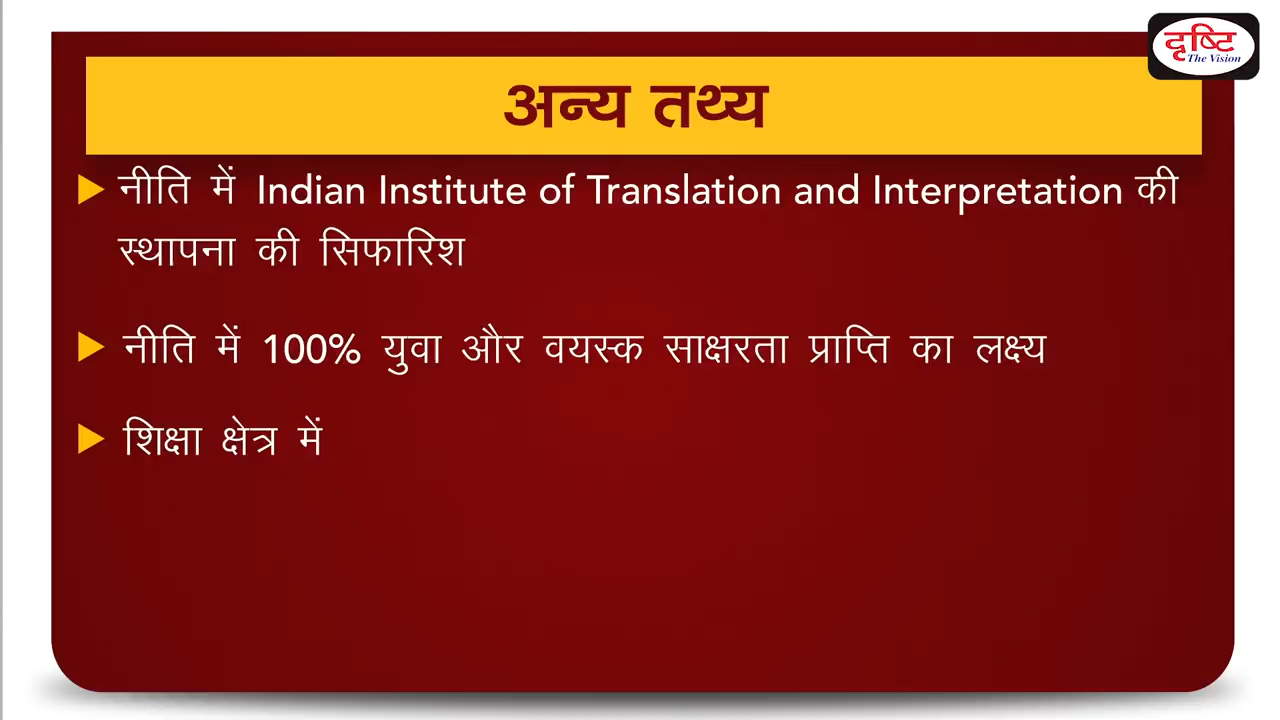 दृष्टि
The Vision
अन्य तथ्य
नीति में Indian Institute of Translation and Interpretation की
स्थापना की सिफारिश
नीति में 100% युवा और वयस्क साक्षरता प्राप्ति का लक्ष्य
शिक्षा क्षेत्र में